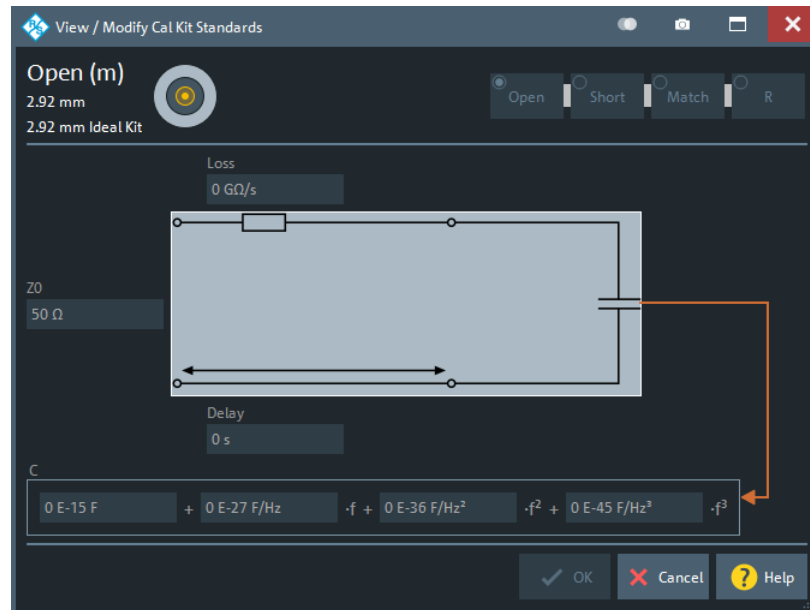 R&S View / Modify Cal Kit Standards
Open (m)
2.92 mm
2.92 mm Ideal Kit
Open Short Match R
Loss
0 GΩ/s
Z0
50 Ω
Delay
0 s
C
0 E-15 F + 0 E-27 F/Hz ·f + 0 E-36 F/Hz² ·f² + 0 E-45 F/Hz³ ·f³
OK Cancel ? Help